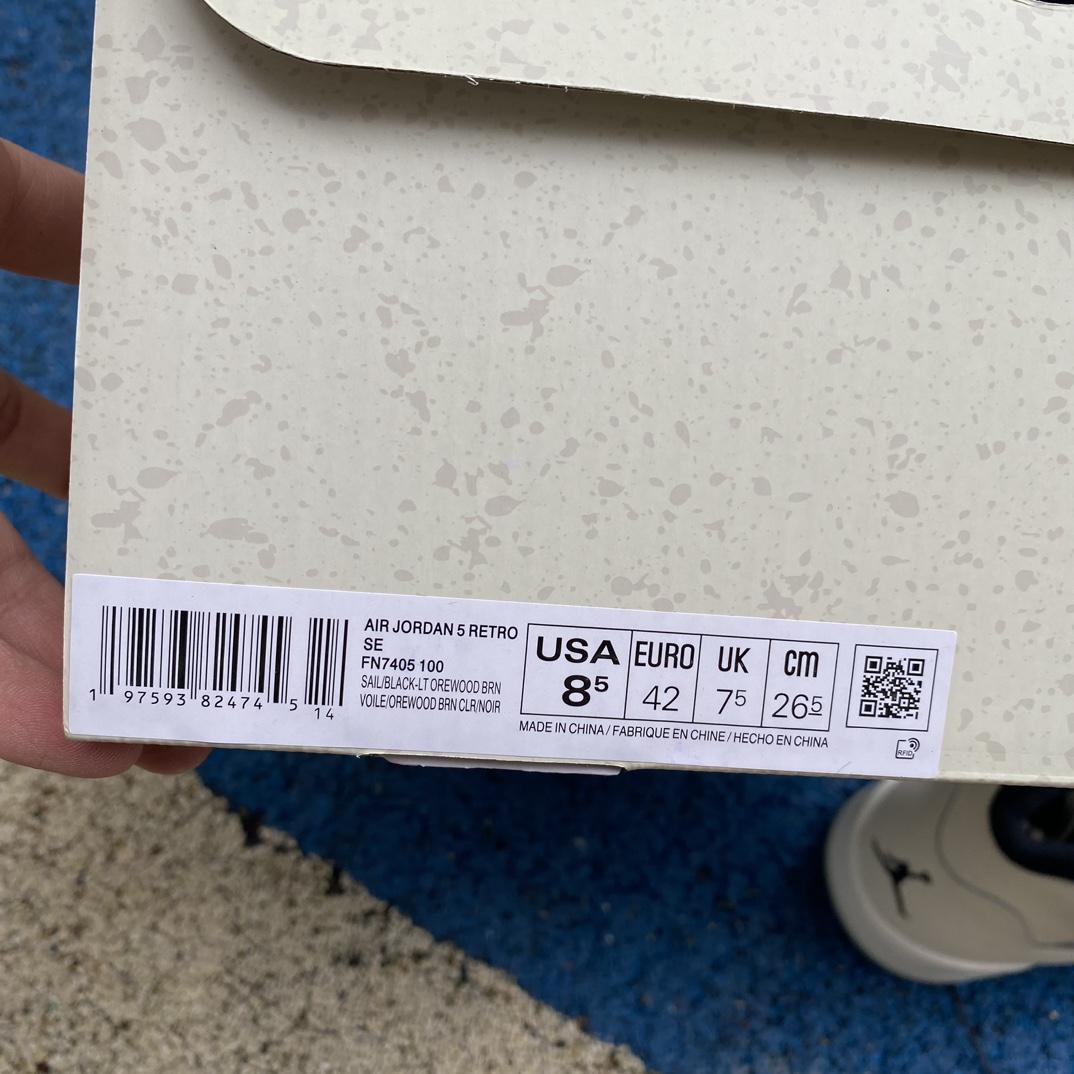 AIR JORDAN 5 RETRO
SE
FN7405 100
SAIL/BLACK-LT OREWOOD BRN
VOILE/OREWOOD BRN CLR/NOIR
1 97593 82474 5 14
USA EURO UK cm
8⁵ 42 7⁵ 26⁵
MADE IN CHINA / FABRIQUE EN CHINE / HECHO EN CHINA
RFID